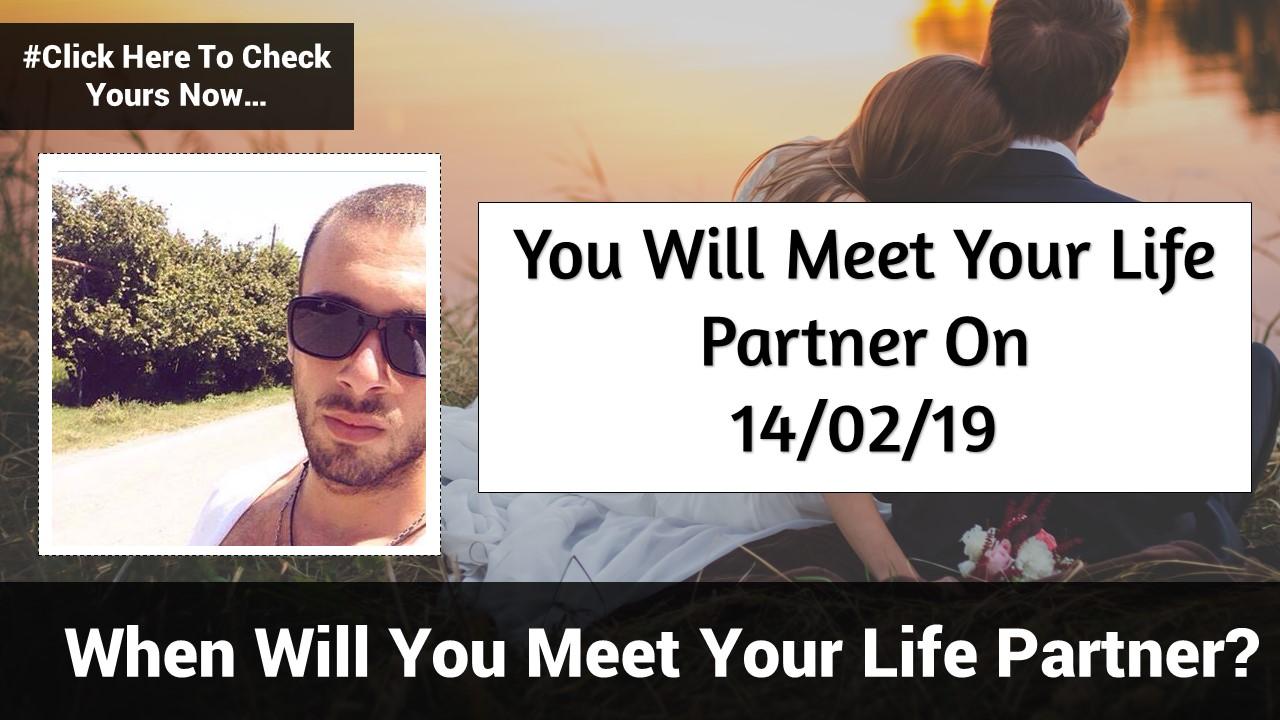 #Click Here To Check
Yours Now...
You Will Meet Your Life
Partner On
14/02/19
When Will You Meet Your Life Partner?